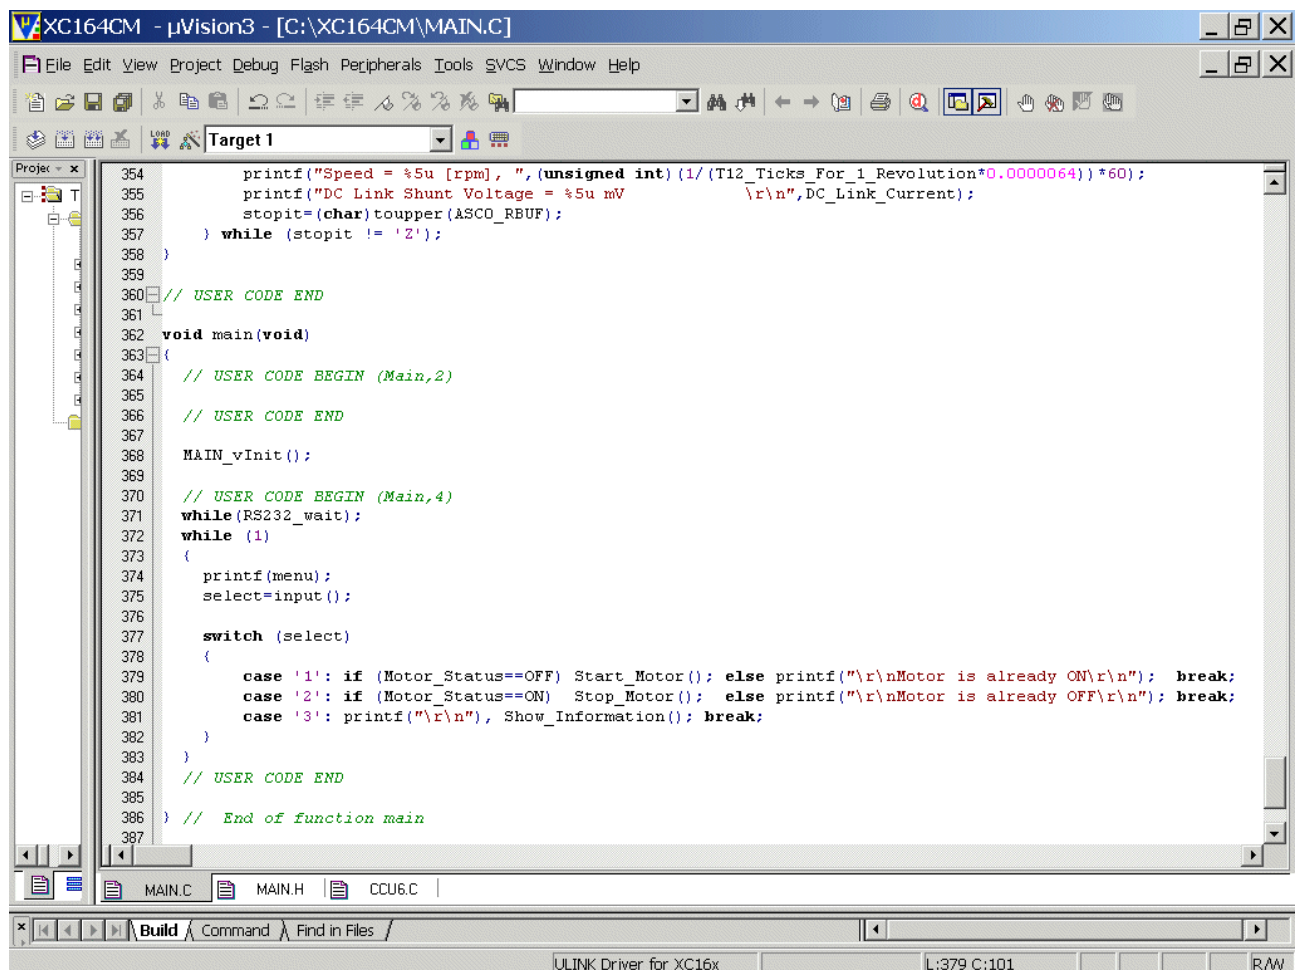 XC164CM - µVision3 - [C:\XC164CM\MAIN.C]
File Edit View Project Debug Flash Peripherals Tools SVCS Window Help
Target 1
Projec
354 printf("Speed = %5u [rpm], ",(unsigned int)(1/(T12_Ticks_For_1_Revolution*0.0000064))*60);
355 printf("DC Link Shunt Voltage = %5u mV \r\n",DC_Link_Current);
356 stopit=(char)toupper(ASC0_RBUF);
357 } while (stopit != 'Z');
358 }
359
360 // USER CODE END
361
362 void main(void)
363 {
364 // USER CODE BEGIN (Main,2)
365
366 // USER CODE END
367
368 MAIN_vInit();
369
370 // USER CODE BEGIN (Main,4)
371 while(RS232_wait);
372 while (1)
373 {
374 printf(menu);
375 select=input();
376
377 switch (select)
378 {
379 case '1': if (Motor_Status==OFF) Start_Motor(); else printf("\r\nMotor is already ON\r\n"); break;
380 case '2': if (Motor_Status==ON) Stop_Motor(); else printf("\r\nMotor is already OFF\r\n"); break;
381 case '3': printf("\r\n"), Show_Information(); break;
382 }
383 }
384 // USER CODE END
385
386 } // End of function main
387
MAIN.C MAIN.H CCU6.C
Build Command Find in Files
ULINK Driver for XC16x L:379 C:101 R/W